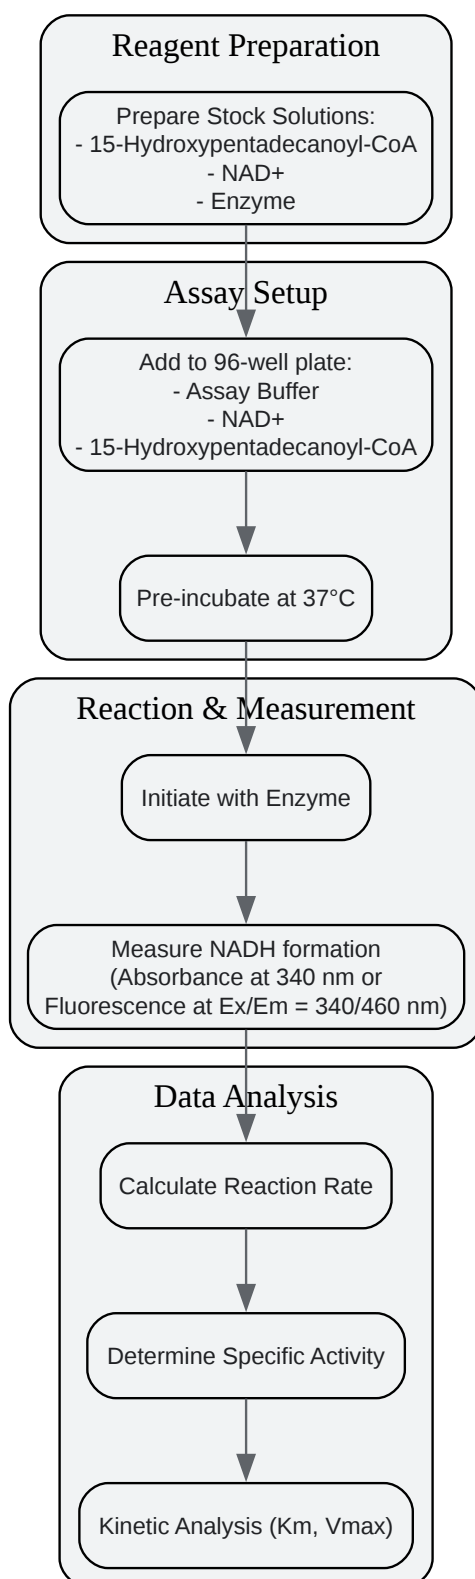 Reagent Preparation
Prepare Stock Solutions:
- 15-Hydroxypentadecanoyl-CoA
- NAD+
- Enzyme
Assay Setup
Add to 96-well plate:
- Assay Buffer
- NAD+
- 15-Hydroxypentadecanoyl-CoA
Pre-incubate at 37°C
Reaction & Measurement
Initiate with Enzyme
Measure NADH formation
(Absorbance at 340 nm or
Fluorescence at Ex/Em = 340/460 nm)
Data Analysis
Calculate Reaction Rate
Determine Specific Activity
Kinetic Analysis (Km, Vmax)